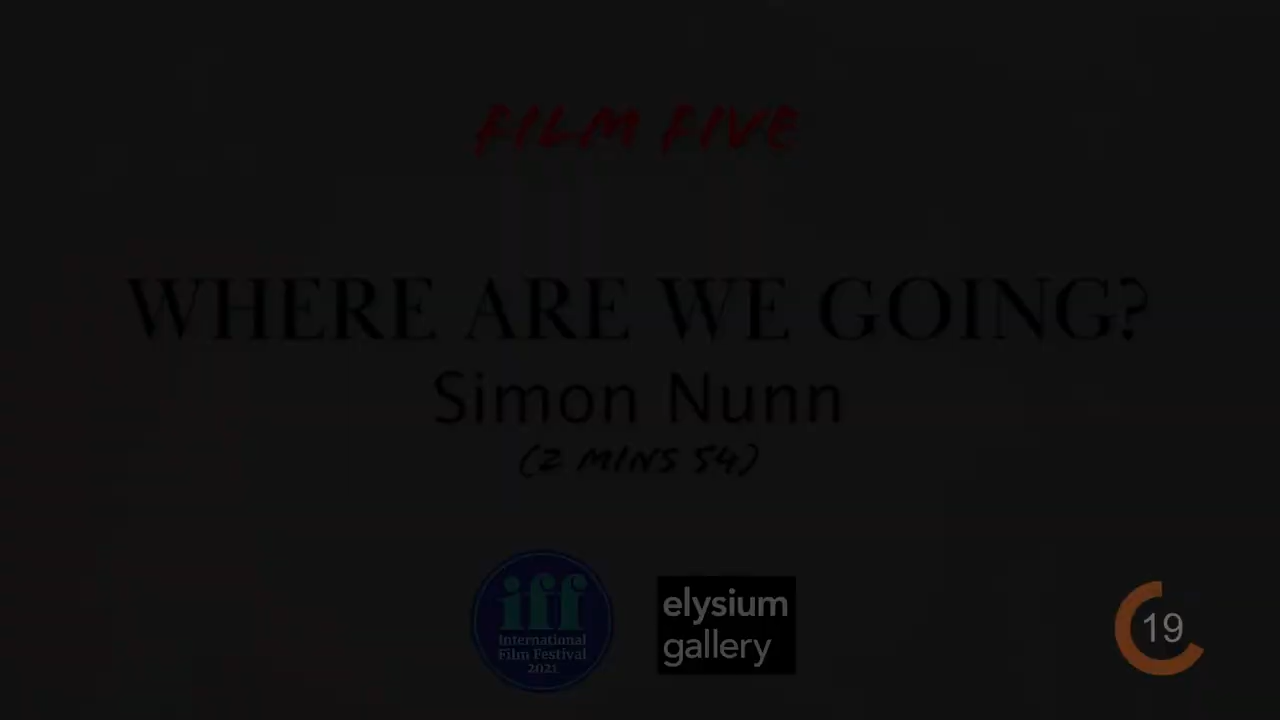 FILM FIVE
WHERE ARE WE GOING?
Simon Nunn
(2 MINS 54)
iff
International
Film Festival
2021
elysium
gallery
19